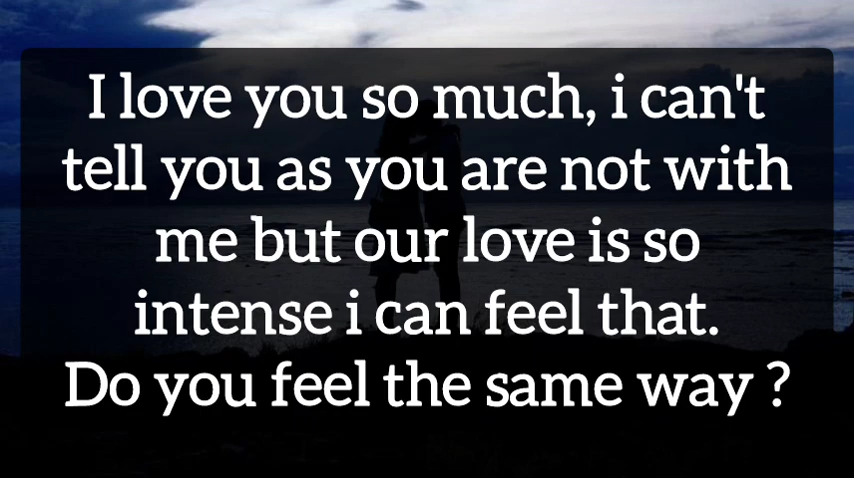 I love you so much, i can't
tell you as you are not with
me but our love is so
intense i can feel that.
Do you feel the same way ?